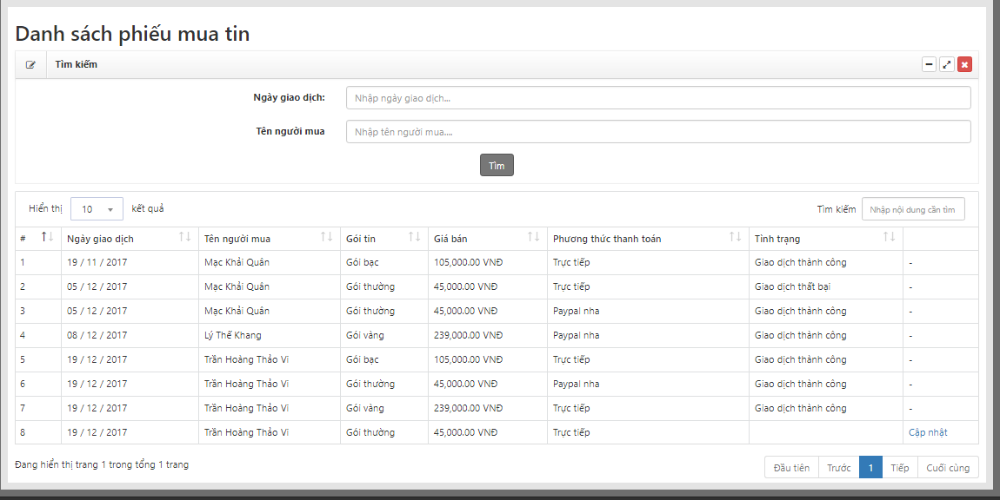 Danh sách phiếu mua tin
Tìm kiếm
Ngày giao dịch: Nhập ngày giao dịch...
Tên người mua Nhập tên người mua....
Tìm
Hiển thị 10 kết quả Tìm kiếm Nhập nội dung cần tìm
# Ngày giao dịch Tên người mua Gói tin Giá bán Phương thức thanh toán Tình trạng
1 19 / 11 / 2017 Mạc Khải Quân Gói bạc 105,000.00 VNĐ Trực tiếp Giao dịch thành công -
2 05 / 12 / 2017 Mạc Khải Quân Gói thường 45,000.00 VNĐ Trực tiếp Giao dịch thất bại -
3 05 / 12 / 2017 Mạc Khải Quân Gói thường 45,000.00 VNĐ Paypal nha Giao dịch thành công -
4 08 / 12 / 2017 Lý Thế Khang Gói vàng 239,000.00 VNĐ Paypal nha Giao dịch thành công -
5 19 / 12 / 2017 Trần Hoàng Thảo Vĩ Gói bạc 105,000.00 VNĐ Trực tiếp Giao dịch thành công -
6 19 / 12 / 2017 Trần Hoàng Thảo Vĩ Gói thường 45,000.00 VNĐ Paypal nha Giao dịch thành công -
7 19 / 12 / 2017 Trần Hoàng Thảo Vĩ Gói vàng 239,000.00 VNĐ Trực tiếp Giao dịch thành công -
8 19 / 12 / 2017 Trần Hoàng Thảo Vĩ Gói thường 45,000.00 VNĐ Trực tiếp Cập nhật
Đang hiển thị trang 1 trong tổng 1 trang
Đầu tiên Trước 1 Tiếp Cuối cùng